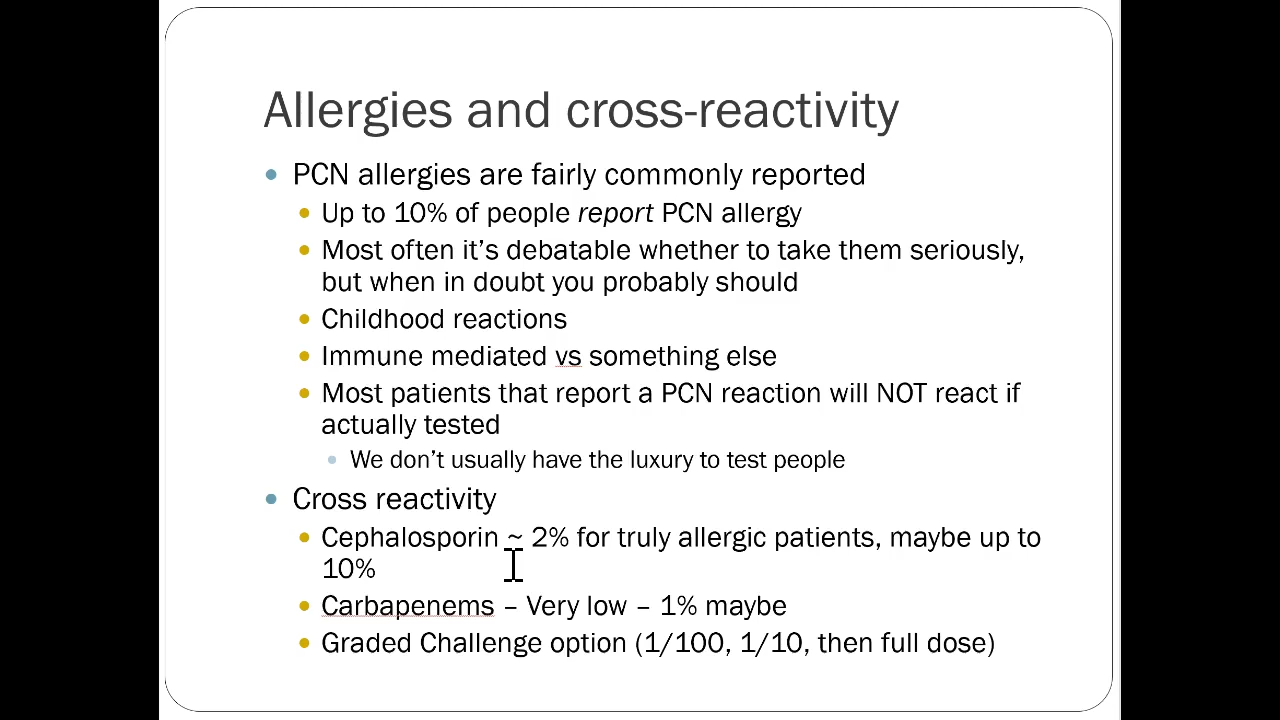 Allergies and cross-reactivity
PCN allergies are fairly commonly reported
Up to 10% of people report PCN allergy
Most often it's debatable whether to take them seriously,
but when in doubt you probably should
Childhood reactions
Immune mediated vs something else
Most patients that report a PCN reaction will NOT react if
actually tested
We don't usually have the luxury to test people
Cross reactivity
Cephalosporin ~ 2% for truly allergic patients, maybe up to
10%
Carbapenems – Very low – 1% maybe
Graded Challenge option (1/100, 1/10, then full dose)